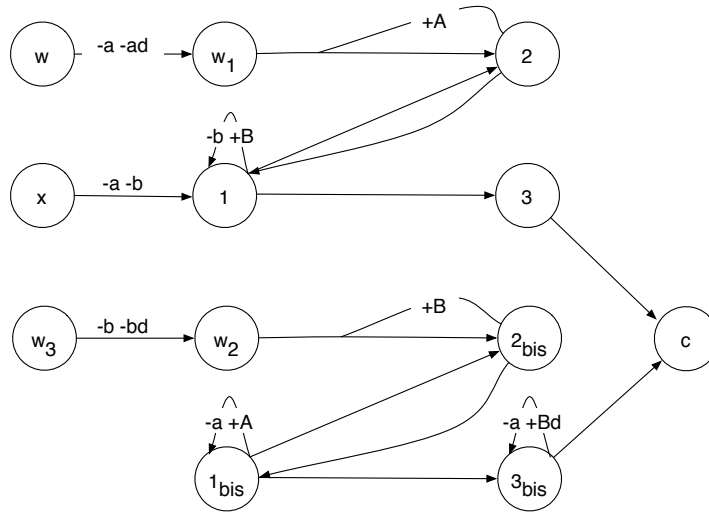 +A
w -a -ad w1 2
-b +B
x -a -b 1 3
+B
w3 -b -bd w2 2bis c
-a +A -a +Bd
1bis 3bis